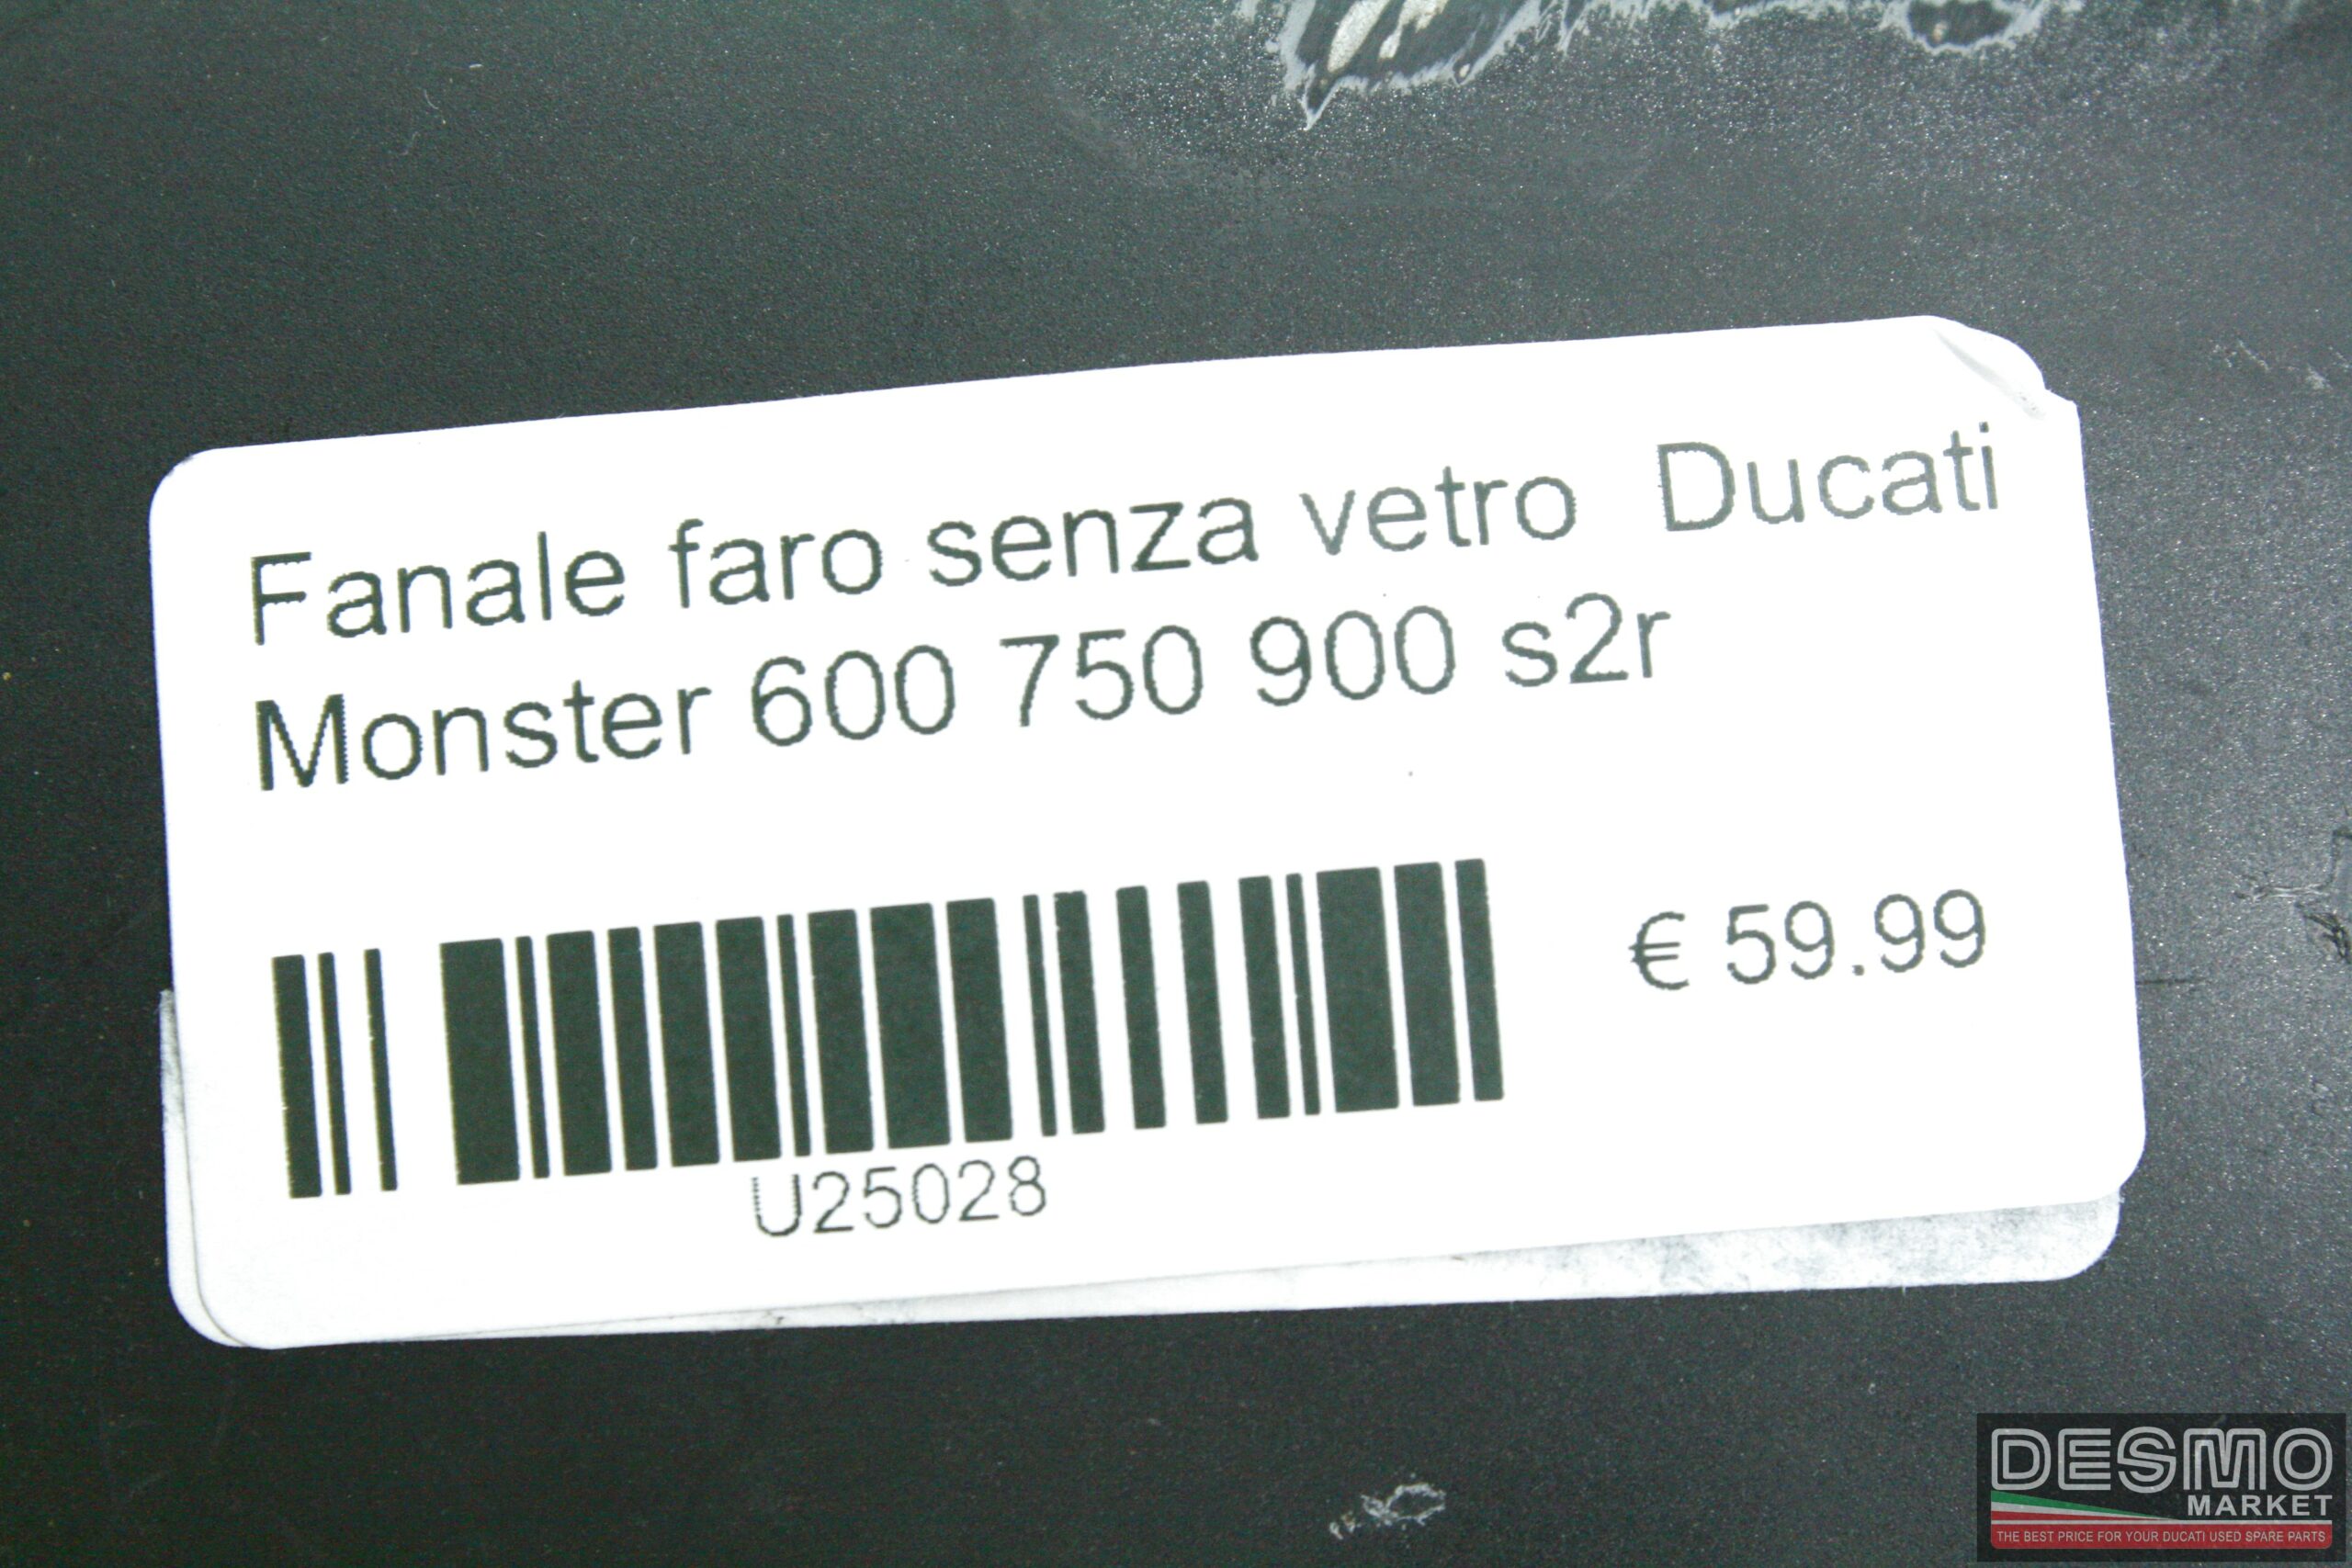 Fanale faro senza vetro  Ducati
Monster 600 750 900 s2r
€ 59.99
U25028
DESMO
MARKET
THE BEST PRICE FOR YOUR DUCATI USED SPARE PARTS